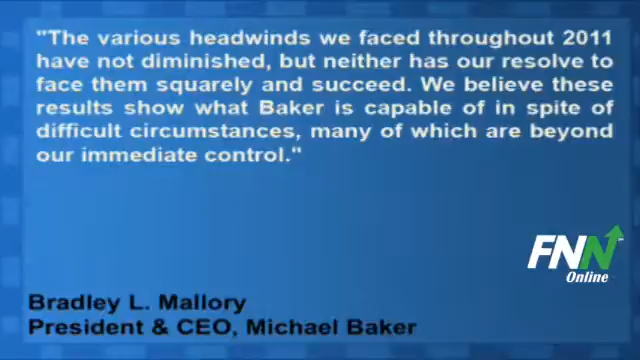 "The various headwinds we faced throughout 2011
have not diminished, but neither has our resolve to
face them squarely and succeed. We believe these
results show what Baker is capable of in spite of
difficult circumstances, many of which are beyond
our immediate control."
FNN
Online
Bradley L. Mallory
President & CEO, Michael Baker